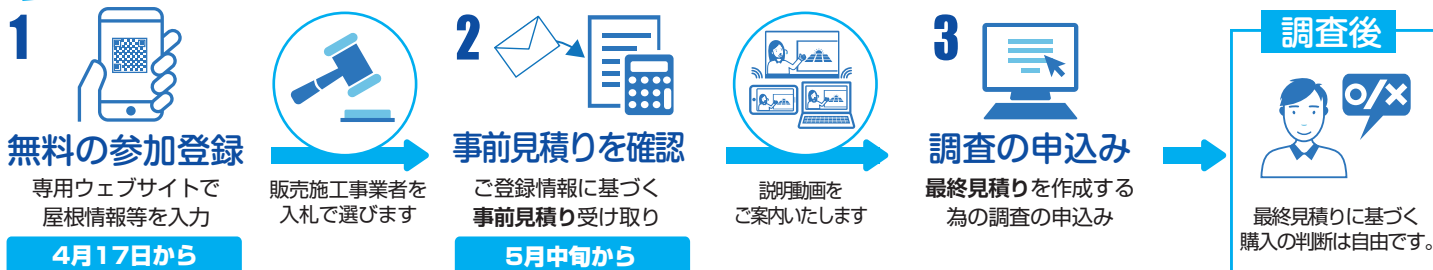 1
無料の参加登録
専用ウェブサイトで
屋根情報等を入力
4月17日から
販売施工事業者を
入札で選びます
2
事前見積りを確認
ご登録情報に基づく
事前見積り受け取り
5月中旬から
説明動画を
ご案内いたします
3
調査の申込み
最終見積りを作成する
為の調査の申込み
調査後
o/×
最終見積りに基づく
購入の判断は自由です。